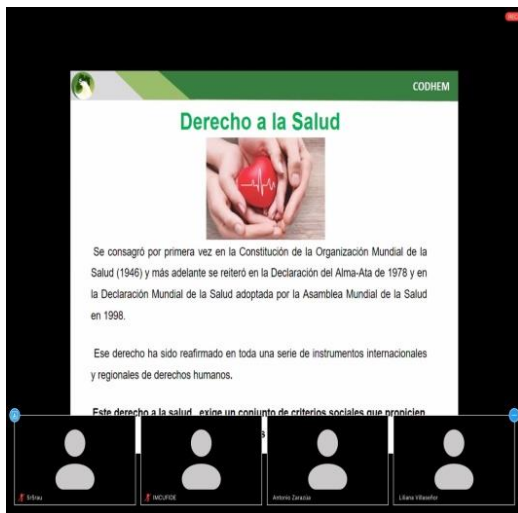 REC
CODHEM
Derecho a la Salud
Se consagró por primera vez en la Constitución de la Organización Mundial de la
Salud (1946) y más adelante se reiteró en la Declaración del Alma-Ata de 1978 y en
la Declaración Mundial de la Salud adoptada por la Asamblea Mundial de la Salud
en 1998.
Ese derecho ha sido reafirmado en toda una serie de instrumentos internacionales
y regionales de derechos humanos.
Este derecho a la salud, exige un conjunto de criterios sociales que propicien
IMCUFIDE
Antonio Zarazúa
Liliana Villaseñor